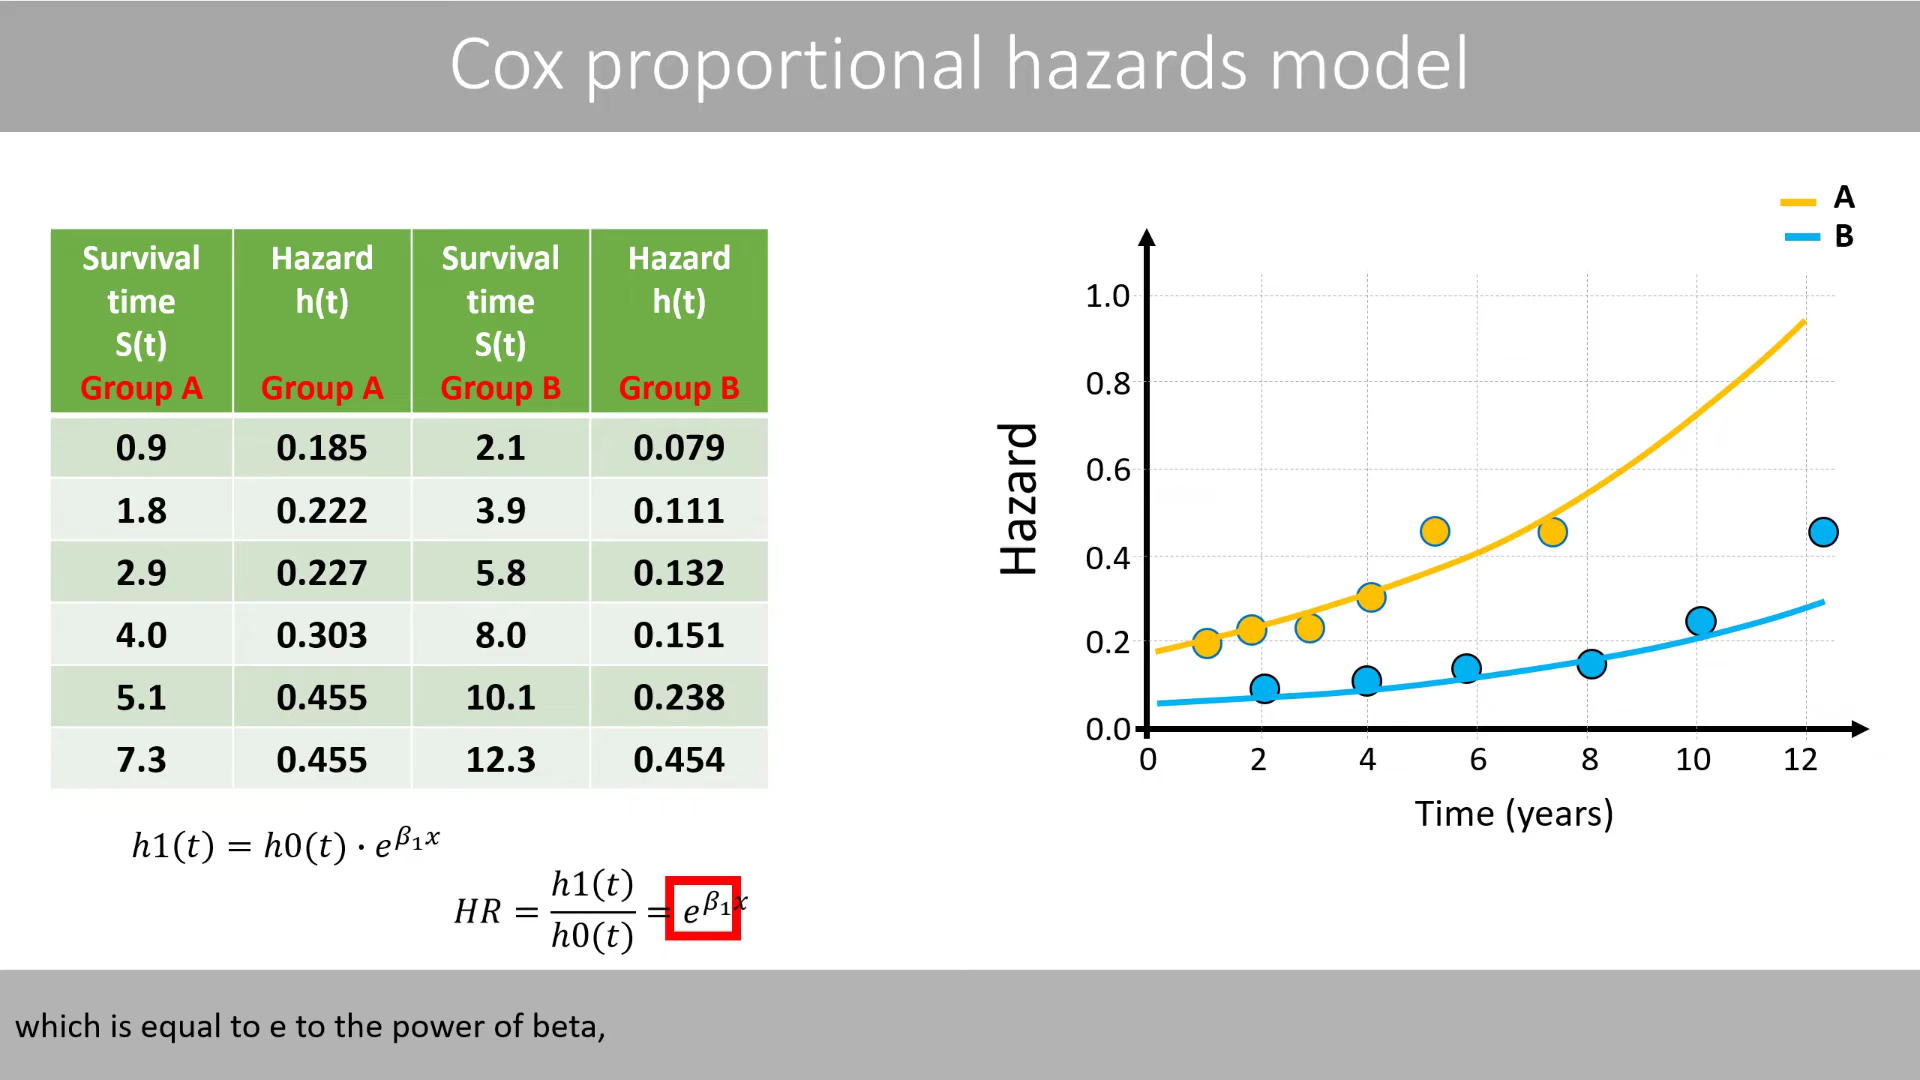 Cox proportional hazards model
Survival time S(t) Group A | Hazard h(t) Group A | Survival time S(t) Group B | Hazard h(t) Group B
0.9 | 0.185 | 2.1 | 0.079
1.8 | 0.222 | 3.9 | 0.111
2.9 | 0.227 | 5.8 | 0.132
4.0 | 0.303 | 8.0 | 0.151
5.1 | 0.455 | 10.1 | 0.238
7.3 | 0.455 | 12.3 | 0.454
h1(t) = h0(t) · e^{β₁x}
HR = h1(t) / h0(t) = e^{β₁x}
A
B
Hazard
1.0
0.8
0.6
0.4
0.2
0.0
0 2 4 6 8 10 12
Time (years)
which is equal to e to the power of beta,